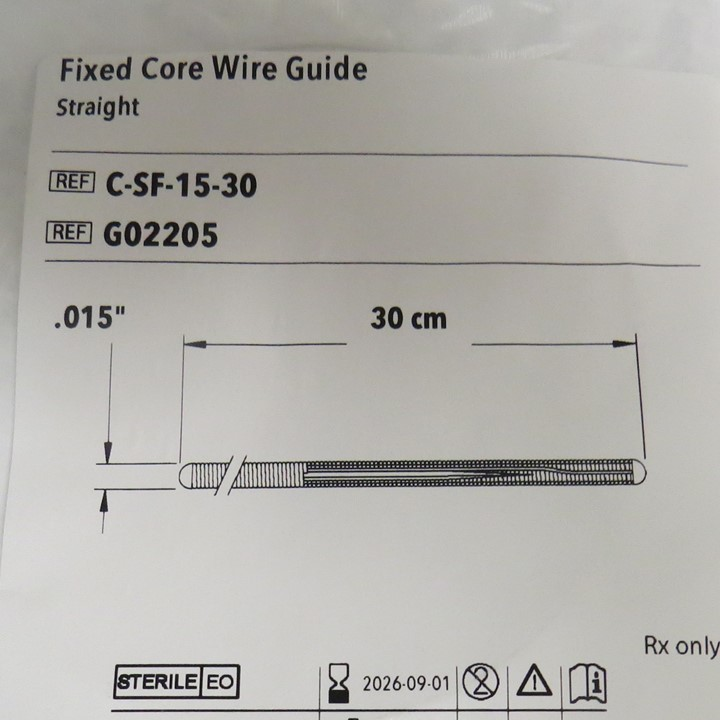 Fixed Core Wire Guide
Straight
REF C-SF-15-30
REF G02205
.015" 30 cm
Rx only
STERILE EO 2026-09-01 2 i